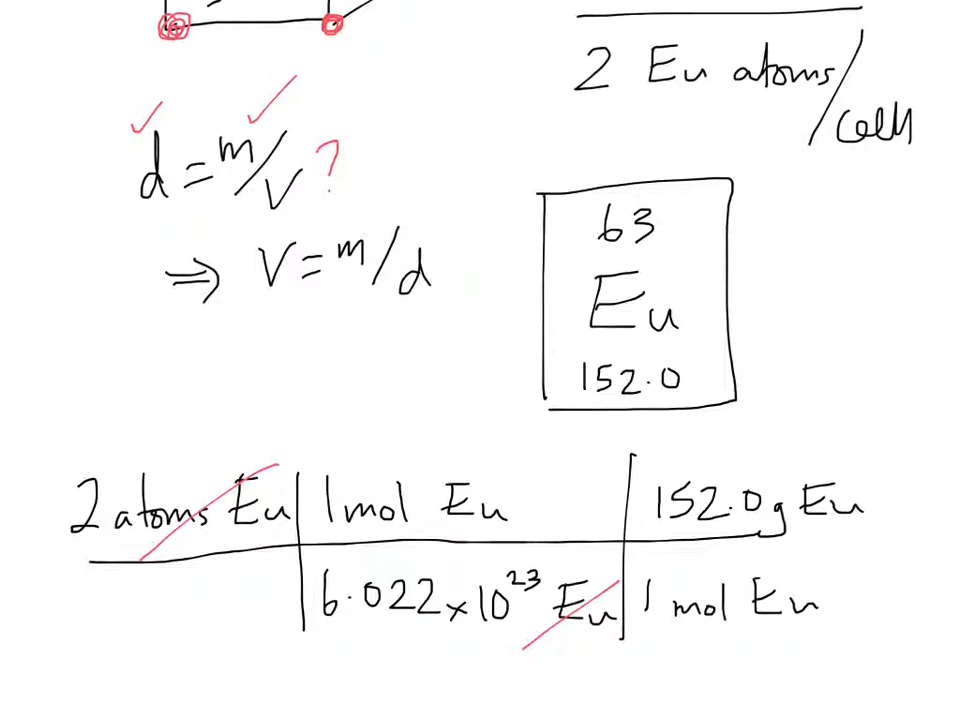 2 Eu atoms/cell
d = m/V ?
⇒ V = m/d
63
Eu
152.0
2 atoms Eu | 1 mol Eu | 152.0 g Eu
6.022 x 10^23 Eu | 1 mol Eu